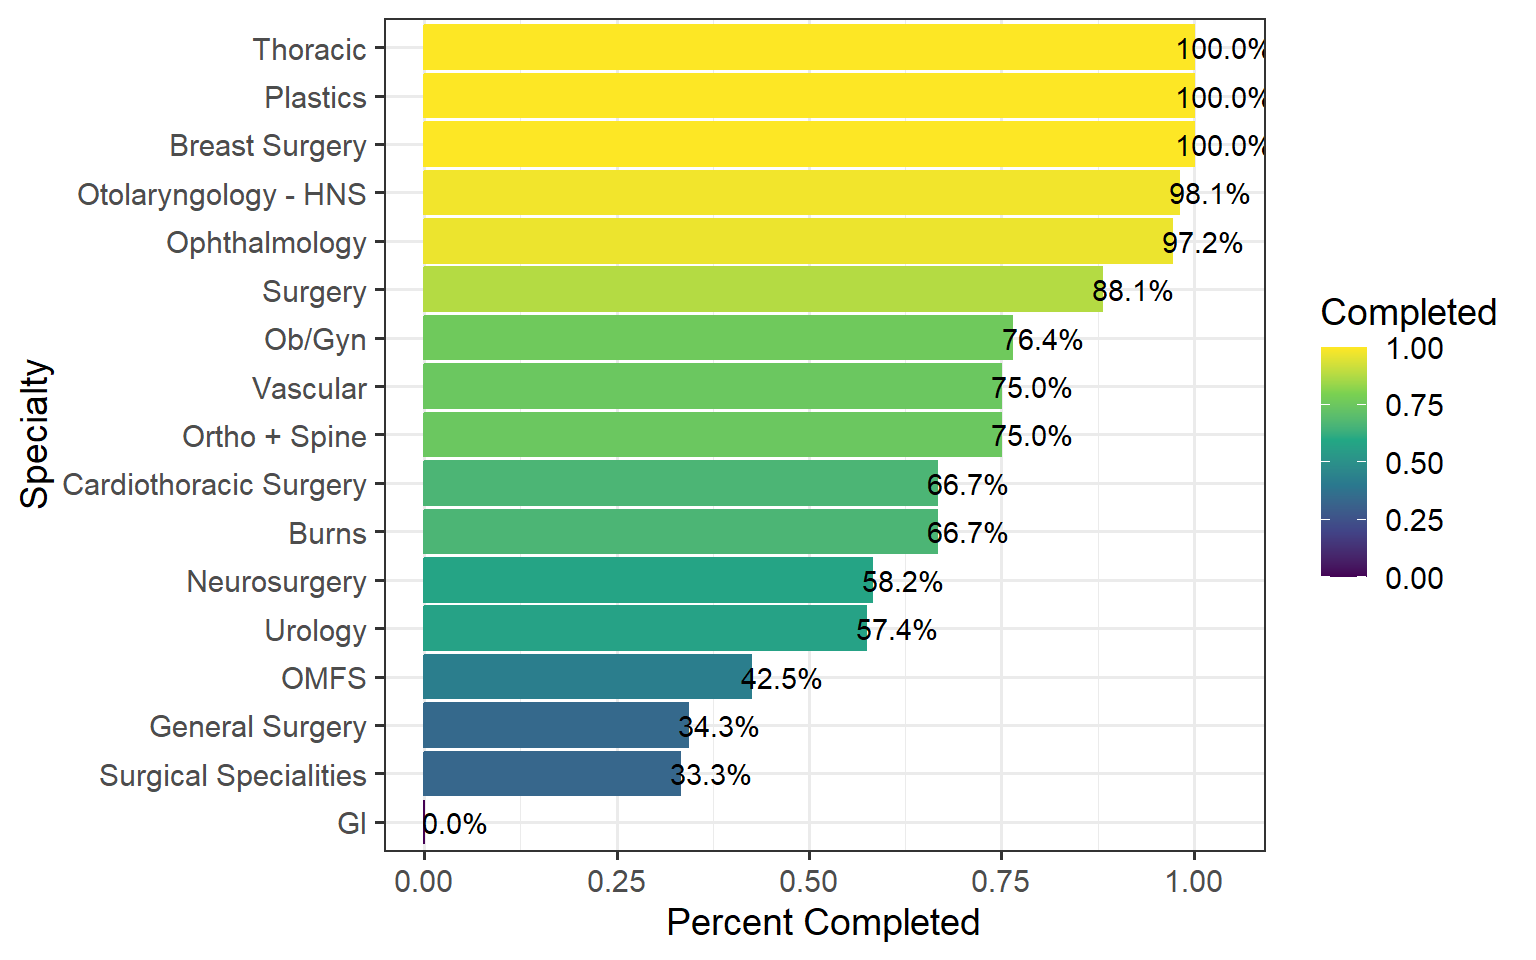 Thoracic
100.0%
Plastics
100.0%
Breast Surgery
100.0%
Otolaryngology - HNS
98.1%
Ophthalmology
97.2%
Surgery
88.1%
Ob/Gyn
76.4%
Vascular
75.0%
Ortho + Spine
75.0%
Cardiothoracic Surgery
66.7%
Burns
66.7%
Neurosurgery
58.2%
Urology
57.4%
OMFS
42.5%
General Surgery
34.3%
Surgical Specialities
33.3%
GI
0.0%
Specialty
0.00
0.25
0.50
0.75
1.00
Percent Completed
Completed
1.00
0.75
0.50
0.25
0.00